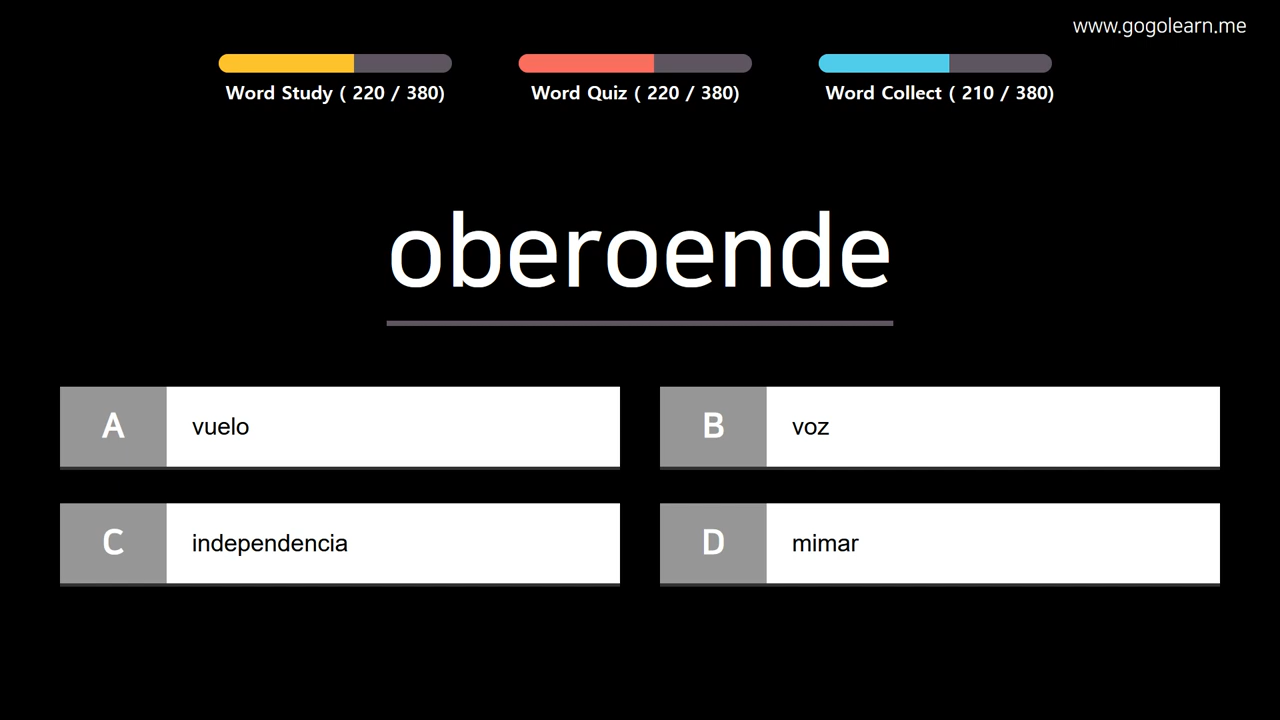 www.gogolearn.me
Word Study ( 220 / 380)
Word Quiz ( 220 / 380)
Word Collect ( 210 / 380)
oberoende
A vuelo
B voz
C independencia
D mimar